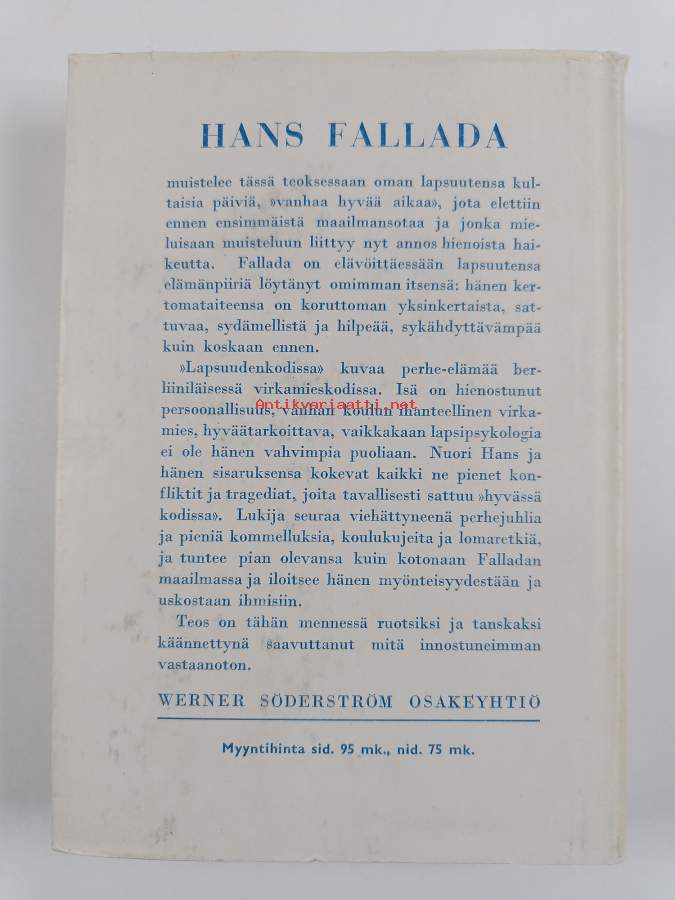 HANS FALLADA
muistelee tässä teoksessaan oman lapsuutensa kul-
taisia päiviä, »vanhaa hyvää aikaa», jota elettiin
ennen ensimmäistä maailmansotaa ja jonka mie-
luisaan muisteluun liittyy nyt annos hienoista hai-
keutta. Fallada on elävöittäessään lapsuutensa
elämänpiiriä löytänyt omimman itsensä: hänen ker-
tomataiteensa on koruttoman yksinkertaista, sat-
tuvaa, sydämellistä ja hilpeää, sykähdyttävämpää
kuin koskaan ennen.
»Lapsuudenkodissa» kuvaa perhe-elämää ber-
liiniläisessä virkamieskodissa. Isä on hienostunut
Antikvariaatti.net
persoonallisuus, vanhan koulun ihanteellinen virka-
mies, hyväätarkoittava, vaikkakaan lapsipsykologia
ei ole hänen vahvimpia puoliaan. Nuori Hans ja
hänen sisaruksensa kokevat kaikki ne pienet kon-
fliktit ja tragediat, joita tavallisesti sattuu »hyvässä
kodissa». Lukija seuraa viehättyneenä perhejuhlia
ja pieniä kommelluksia, koulukujeita ja lomaretkiä,
ja tuntee pian olevansa kuin kotonaan Falladan
maailmassa ja iloitsee hänen myönteisyydestään ja
uskostaan ihmisiin.
Teos on tähän mennessä ruotsiksi ja tanskaksi
käännettynä saavuttanut mitä innostuneimman
vastaanoton.
WERNER SÖDERSTRÖM OSAKEYHTIÖ
Myyntihinta sid. 95 mk., nid. 75 mk.